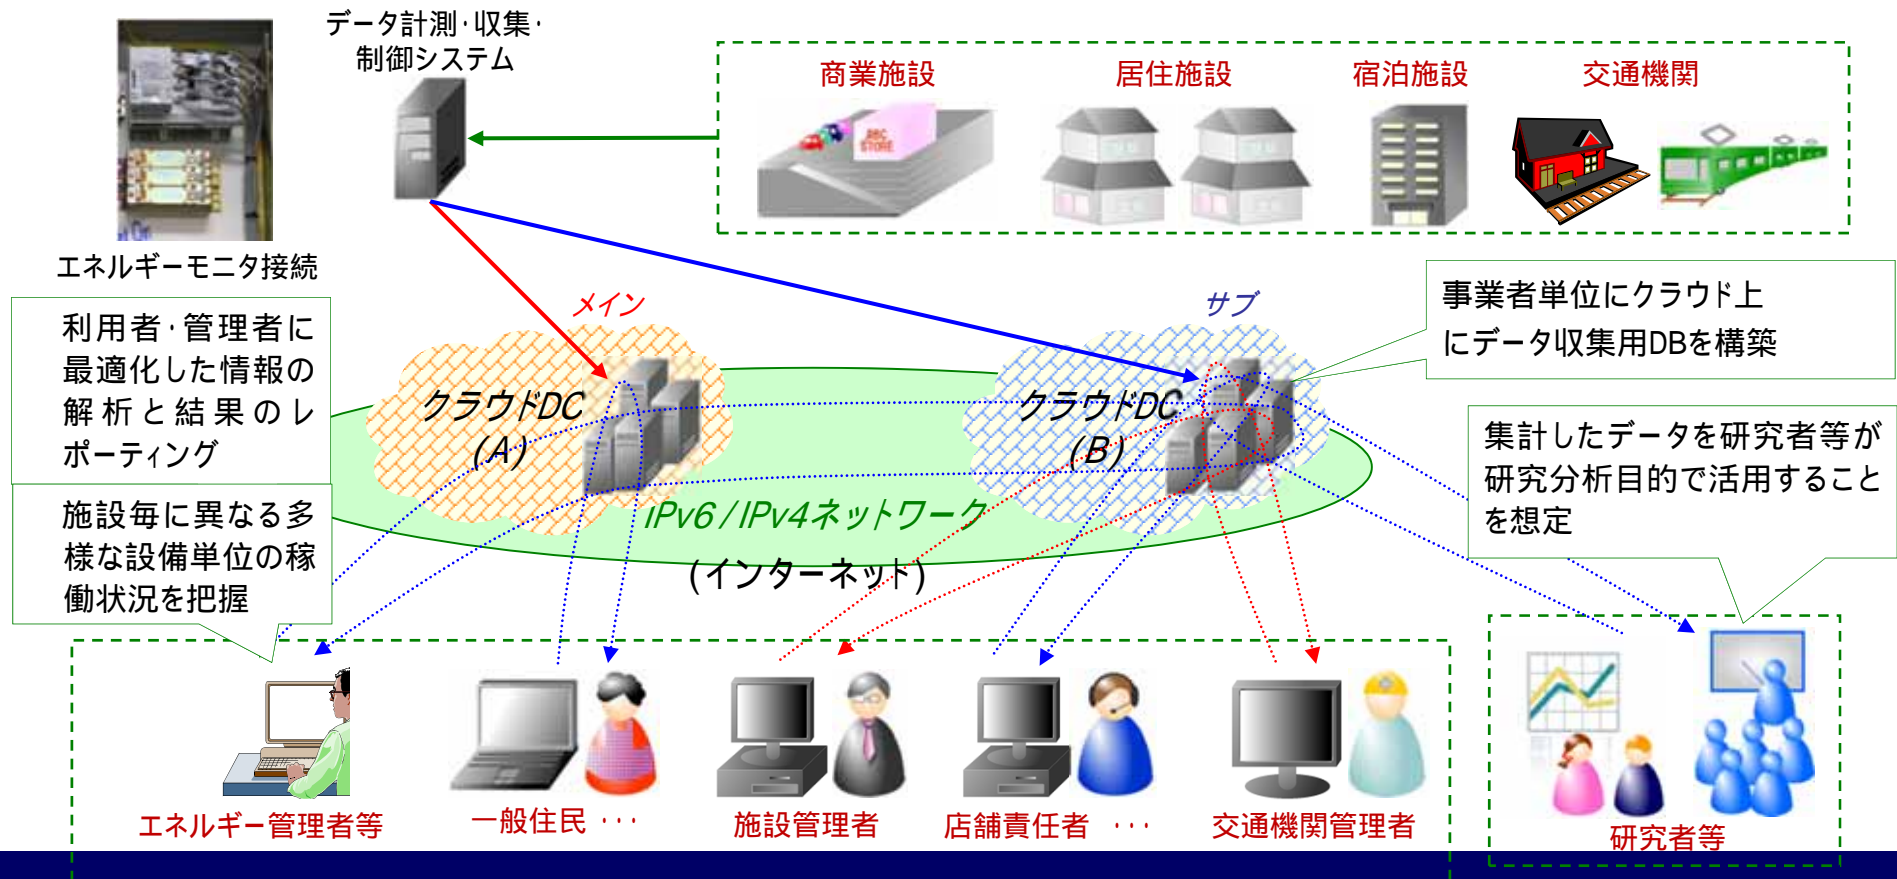 データ計測・収集・
制御システム
商業施設
居住施設
宿泊施設
交通機関
ABC
STORE
エネルギーモニタ接続
利用者・管理者に
最適化した情報の
解析と結果のレ
ポーティング
施設毎に異なる多
様な設備単位の稼
働状況を把握
メイン
クラウドDC
(A)
サブ
クラウドDC
(B)
事業者単位にクラウド上
にデータ収集用DBを構築
集計したデータを研究者等が
研究分析目的で活用すること
を想定
IPv6/IPv4ネットワーク
(インターネット)
エネルギー管理者等
一般住民 ・・・
施設管理者
店舗責任者 ・・・
交通機関管理者
研究者等